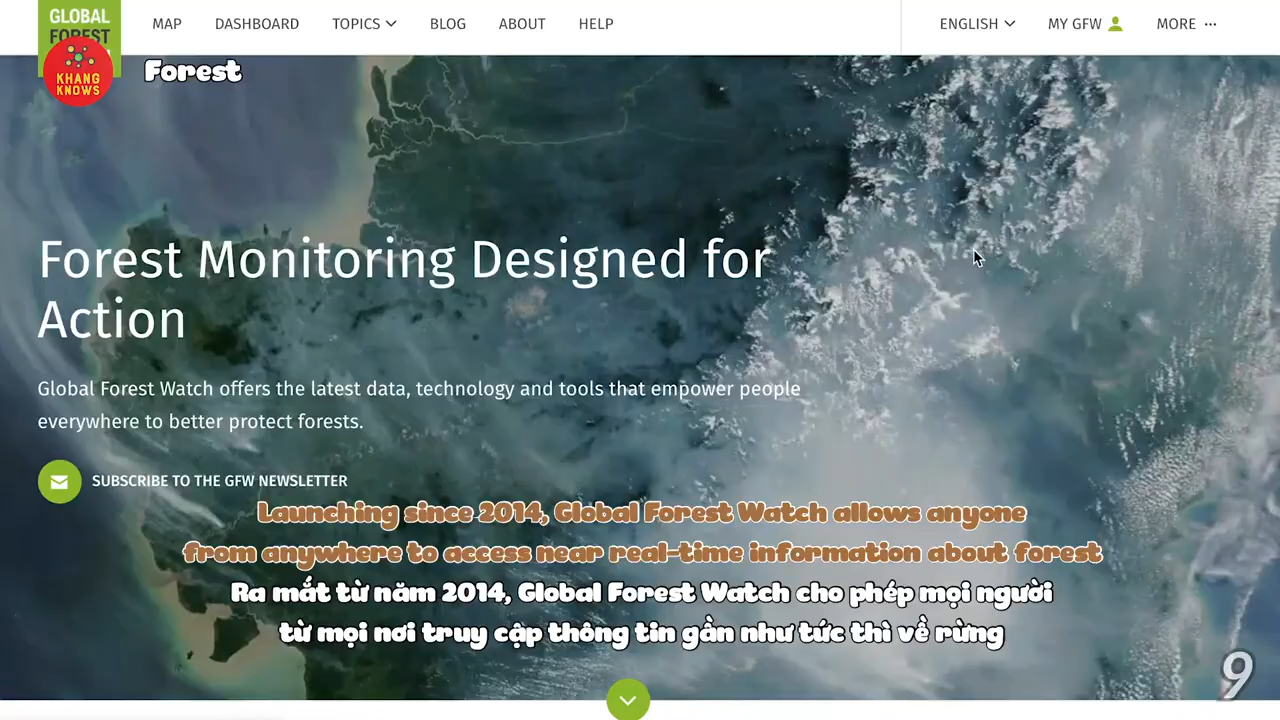 GLOBAL
FOREST
MAP
DASHBOARD
TOPICS
BLOG
ABOUT
HELP
ENGLISH
MY GFW
MORE
KHANG
KNOWS
Forest
Forest Monitoring Designed for
Action
Global Forest Watch offers the latest data, technology and tools that empower people
everywhere to better protect forests.
SUBSCRIBE TO THE GFW NEWSLETTER
Launching since 2014, Global Forest Watch allows anyone
from anywhere to access near real-time information about forest
Ra mắt từ năm 2014, Global Forest Watch cho phép mọi người
từ mọi nơi truy cập thông tin gần như tức thì về rừng
9